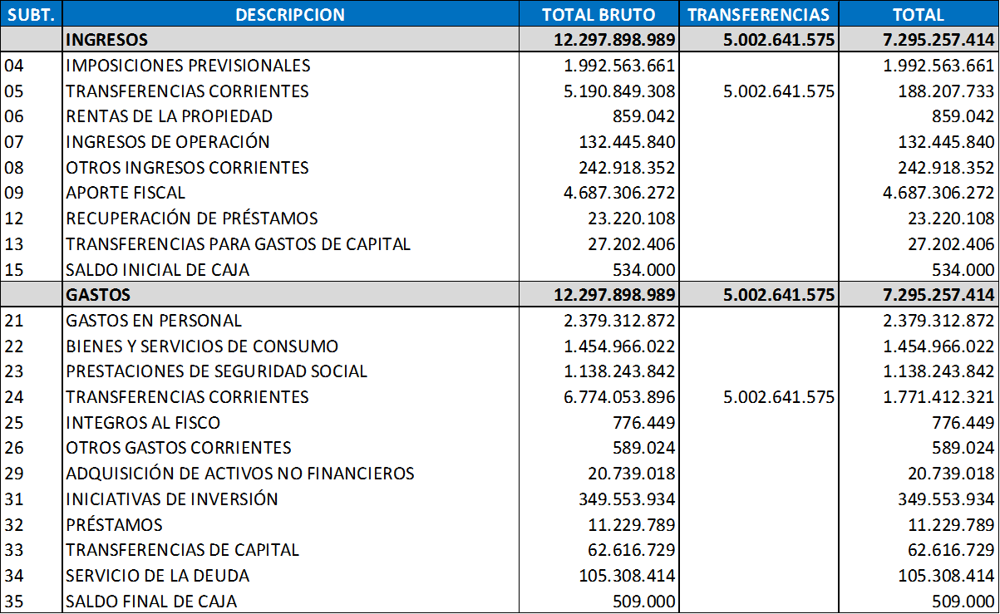 SUBT. DESCRIPCION TOTAL BRUTO TRANSFERENCIAS TOTAL
INGRESOS 12.297.898.989 5.002.641.575 7.295.257.414
04 IMPOSICIONES PREVISIONALES 1.992.563.661 1.992.563.661
05 TRANSFERENCIAS CORRIENTES 5.190.849.308 5.002.641.575 188.207.733
06 RENTAS DE LA PROPIEDAD 859.042 859.042
07 INGRESOS DE OPERACIÓN 132.445.840 132.445.840
08 OTROS INGRESOS CORRIENTES 242.918.352 242.918.352
09 APORTE FISCAL 4.687.306.272 4.687.306.272
12 RECUPERACIÓN DE PRÉSTAMOS 23.220.108 23.220.108
13 TRANSFERENCIAS PARA GASTOS DE CAPITAL 27.202.406 27.202.406
15 SALDO INICIAL DE CAJA 534.000 534.000
GASTOS 12.297.898.989 5.002.641.575 7.295.257.414
21 GASTOS EN PERSONAL 2.379.312.872 2.379.312.872
22 BIENES Y SERVICIOS DE CONSUMO 1.454.966.022 1.454.966.022
23 PRESTACIONES DE SEGURIDAD SOCIAL 1.138.243.842 1.138.243.842
24 TRANSFERENCIAS CORRIENTES 6.774.053.896 5.002.641.575 1.771.412.321
25 INTEGROS AL FISCO 776.449 776.449
26 OTROS GASTOS CORRIENTES 589.024 589.024
29 ADQUISICIÓN DE ACTIVOS NO FINANCIEROS 20.739.018 20.739.018
31 INICIATIVAS DE INVERSIÓN 349.553.934 349.553.934
32 PRÉSTAMOS 11.229.789 11.229.789
33 TRANSFERENCIAS DE CAPITAL 62.616.729 62.616.729
34 SERVICIO DE LA DEUDA 105.308.414 105.308.414
35 SALDO FINAL DE CAJA 509.000 509.000